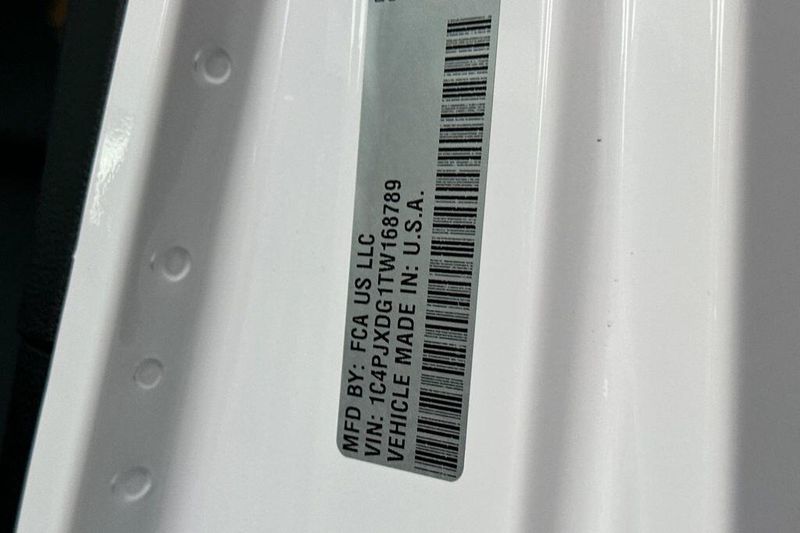 MFD BY: FCA US LLC
VIN: 1C4PJXDG1TW168789
VEHICLE MADE IN: U.S.A.